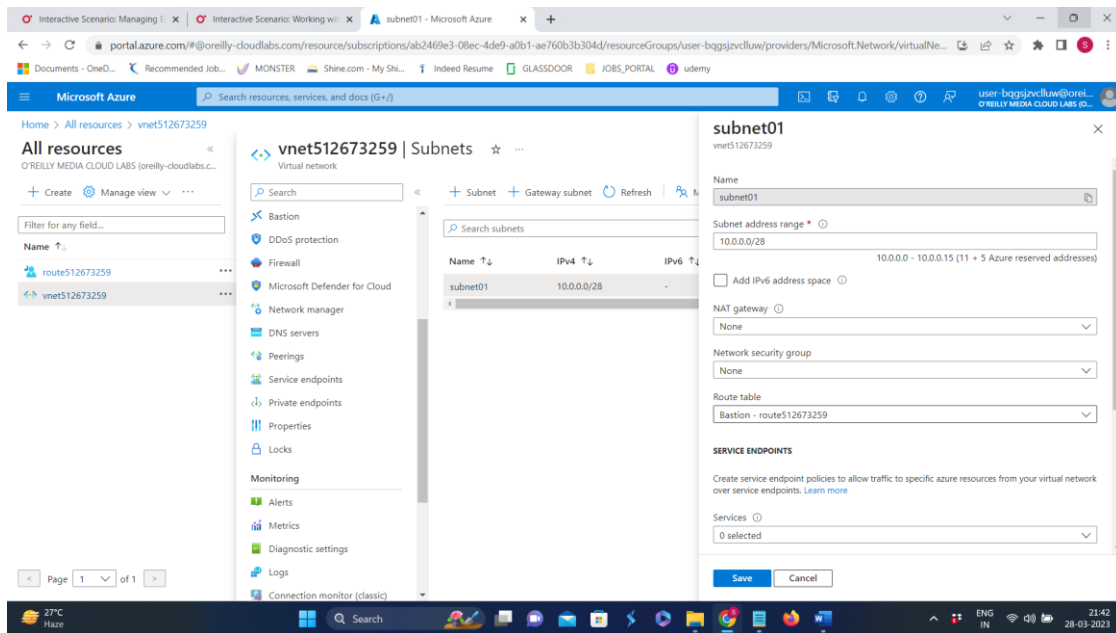 Interactive Scenario: Managing E
Interactive Scenario: Working wit
subnet01 - Microsoft Azure
portal.azure.com/#@oreilly-cloudlabs.com/resource/subscriptions/ab2469e3-08ec-4de9-a0b1-ae760b3b304d/resourceGroups/user-bqgsjzvclluw/providers/Microsoft.Network/virtualNe...
Documents - OneD... Recommended Job... MONSTER Shine.com - My Shi... Indeed Resume GLASSDOOR JOBS_PORTAL udemy
Microsoft Azure
Search resources, services, and docs (G+/)
user-bqgsjzvclluw@orei...
O'REILLY MEDIA CLOUD LABS (O...
Home > All resources > vnet512673259
All resources
O'REILLY MEDIA CLOUD LABS (oreilly-cloudlabs.c...
+ Create Manage view ...
Filter for any field...
Name ↑↓
route512673259 ...
vnet512673259 ...
< Page 1 of 1 >
vnet512673259 | Subnets ...
Virtual network
Search
Bastion
DDoS protection
Firewall
Microsoft Defender for Cloud
Network manager
DNS servers
Peerings
Service endpoints
Private endpoints
Properties
Locks
Monitoring
Alerts
Metrics
Diagnostic settings
Logs
Connection monitor (classic)
+ Subnet + Gateway subnet Refresh M
Search subnets
Name ↑↓ IPv4 ↑↓ IPv6 ↑↓
subnet01 10.0.0.0/28 -
subnet01
vnet512673259
Name
subnet01
Subnet address range *
10.0.0.0/28
10.0.0.0 - 10.0.0.15 (11 + 5 Azure reserved addresses)
Add IPv6 address space
NAT gateway
None
Network security group
None
Route table
Bastion - route512673259
SERVICE ENDPOINTS
Create service endpoint policies to allow traffic to specific azure resources from your virtual network
over service endpoints. Learn more
Services
0 selected
Save Cancel
27°C
Haze
Search
ENG
IN
21:42
28-03-2023